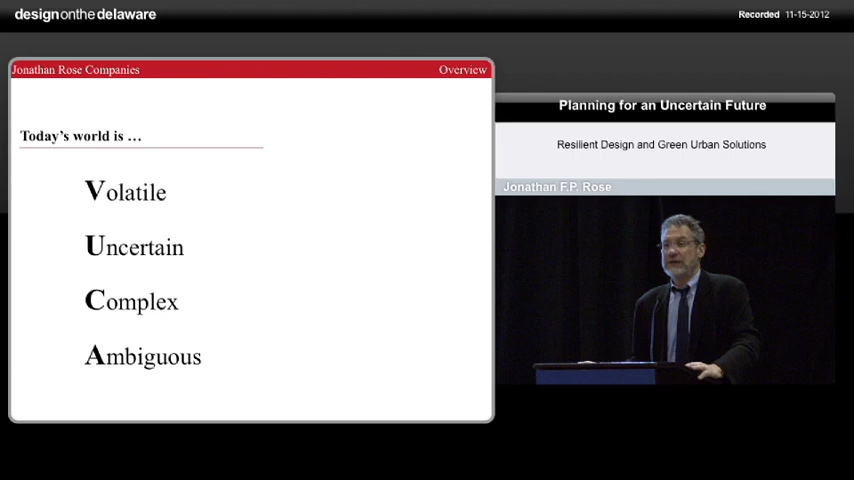 designonthedelaware
Recorded 11-15-2012
Jonathan Rose Companies
Overview
Today's world is …
Volatile
Uncertain
Complex
Ambiguous
Planning for an Uncertain Future
Resilient Design and Green Urban Solutions
Jonathan F.P. Rose